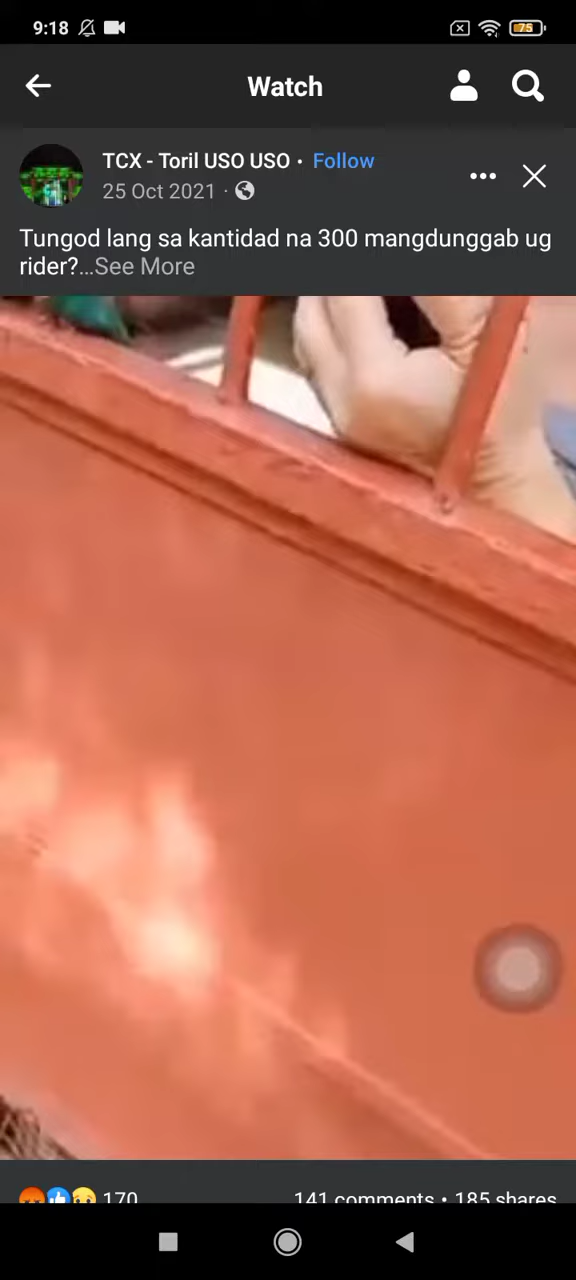 9:18
75
Watch
TCX - Toril USO USO · Follow
25 Oct 2021 ·
Tungod lang sa kantidad na 300 mangdunggab ug
rider?...See More
170
141 comments • 185 shares